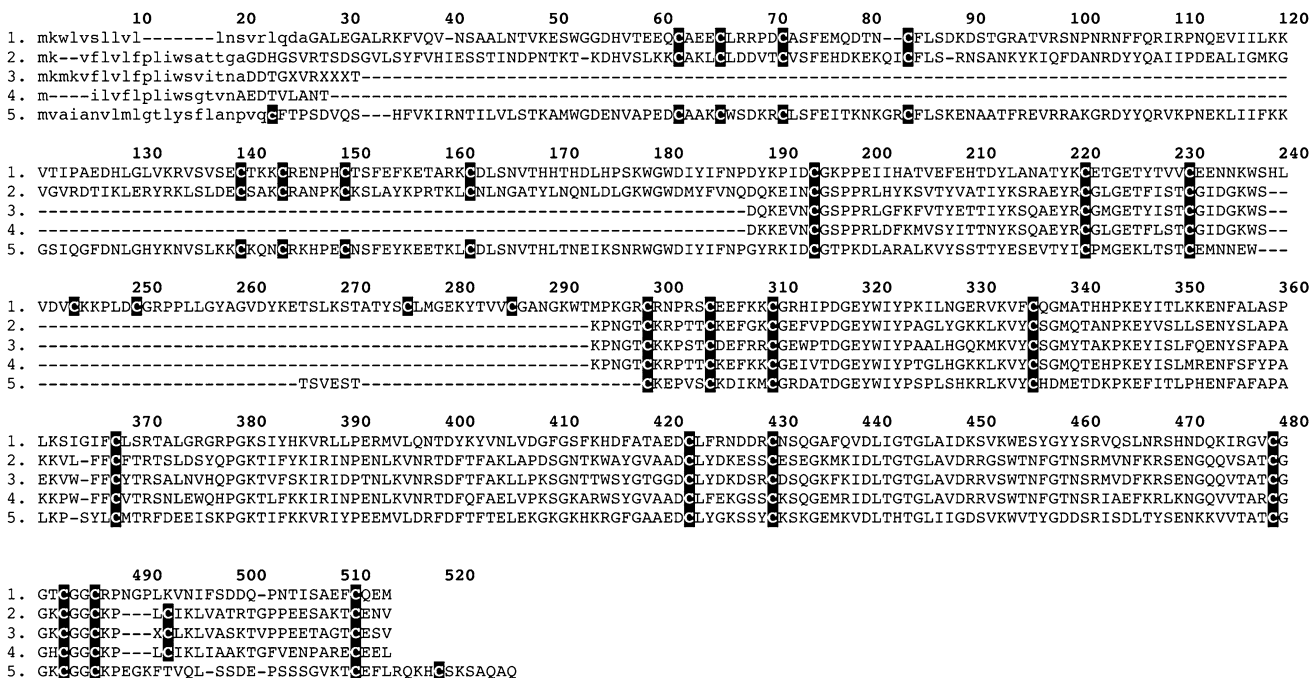 10 20 30 40 50 60 70 80 90 100 110 120
1. mkwlvsllvl-------lnsvrlqdaGALEGALRKFVQV-NSAALNTVKESWGGDHVTEEQCAEECLRRPDCASFEMQDTN--CFLSDKDSTGRATVRSNPNRNFFQRIRPNQEVIILKK
2. mk---vflvlfpliwsattgaGDHGSVRTSDSGVLSYFVHIESSTINDPNTKT-KDHVSLKKCAKLCLDDVTCVSFEHDKEKQICFLS-RNSANKYKIQFDANRDYYQAIIPDEALIGMKG
3. mkmkvflvlfpliwsvitnaDDTGXVRXXXT-----------------------------------------------------------------------------------------
4. m----ilvflfpliwsgtvnAEDTVLANT-------------------------------------------------------------------------------------------
5. mvaianvlmlgtlysflanpvqcFTPSDVQS---HFVKIRNTILVLSTKAMWGDENVAPEDCAAKCWSDKRCLSFEITKNKGRCFLSKENAATFREVRRAKGRDYYQRVKPNEKLIIFKK
130 140 150 160 170 180 190 200 210 220 230 240
1. VTIPAEDHLGLVKRVSVSECTKKCRENPHCTSFEFKETARKCDLSNVTHHTHDLHPSKWGWDIYIFNPDYKPIDCGKPPEIIHATVEFEHTDYLANATYKCETGETYTVVCEENNKWSHL
2. VGVRDTIKLERYRKLSLDECSAKCRANPKCKSLAYKPRTKLCNLNGATYLNQNLDLGKWGWDMYVNQDQKEINCGSPPRLHYKSVTYVATIYKSRAEYRCGLGETYISTCGIDGKWS--
3. --------------------------------------------------------------------DQKEVNCGSPPRLGFKFVTYETTIYKSQAEYRCGMGETYISTCGIDGKWS--
4. --------------------------------------------------------------------DKKEVNCGSPPRLDFKMVSYITTNYKSQAEYRCGLGETFLSTCGIDGKWS--
5. GSIQGFDNLGHYKNVSLKKCKQNCRKHPECNSFEYKEETKLCDLSNVTHLTNEIKSNRWGWDIYIFNPGYRKIDCGTPKDLARALKVYSSTTYESEVTYICPMGEKLTSTCEMNNEW---
250 260 270 280 290 300 310 320 330 340 350 360
1. VDVCKKPLDCGRPPLLGYAGVDYKETSLKSTATYSCLMGEKYTVVCGANGKWTMPKGRCRNPRSCEEFKKCGRHIPDGEYWIYPKILNGERVKVFCQGMATHHPKEYITLKKENFALASP
2. -----------------------------------------------------KPNGTCKRPTTCKEFGKCGEFVPDGEYWIYPAGLYGKKLKVYCSGMQTANPKEYVSLLSENYSLAPA
3. -----------------------------------------------------KPNGTCKKPSTCDEFRRCGEWPTDGEYWIYPAALHGQKMKVYCSGMYTAKPKEYISLFQENYSFAPA
4. -----------------------------------------------------KPNGTCKRPTTCKEFKKCGEIVTDGEYWIYPTGLHGKKLKVYCSGMQTEHPKEYISLMRENFSFYPA
5. -------------------------TSVEST---------------------------CKEPVSCKDIKMCGRDATDGEYWIYPSPLSHKRLKVYCHDMETDKPKEFITLPHENFAFAPA
370 380 390 400 410 420 430 440 450 460 470 480
1. LKSIGIFCLSRTALGRGRPGKSIYHKVRLLPERMVLQNTDYKYVNLVDGFGSFKHDFATAEDCLFRNDDRCNSQGAFQVDLIGTGLAIDKSVKWESYGYYSRVQSLNRSHNDQKIRGVCG
2. KKVL-FFCFTRTSLDSYQPGKTIFYKIRINPENLKVNRTDFTFAKLAPDSGNTKWAYGVAADCLYDKESSCESEGKMKIDLTGTGLAVDRRGSWTNFGTNSRMVNFKRSENGQQVSATCG
3. EKVW-FFCYTRSALNVHQPGKTVFSKIRIDPTNLKVNRSDFTFAKLLPKSGNTTWSYGTGGDCLYDKDSRCDSQGKFKIDLTGTGLAVDRRVSWTNFGTNSRMVDFKRSENGQQVTATCG
4. KKPW-FFCVTRSNLEWQHPGKTLFKKIRINPENLKVNRTDFQFAELVPKSGKARWSYGVAADCLFEKGSSCKSQGEMRIDLTGTGLAVDRRVSWTNFGTNSRIAEFKRLKNGQVVTARCG
5. LKP-SYLCMTRFDEEISKPGKTIFKKVRIYPEEMVLDRFDFTFTELEKGKGKHKRGFGAAEDCLYGKSSYCKSKGEMKVDLTHTGLIIGDSVKWVTYGDDSRISDLTYSENKKVVTATCG
490 500 510 520
1. GTCGGCRPNGPLKVNIFSDDQ-PNTISAEFCQEM
2. GKCGGCKP---LCIKLVATRTGPPEESAKTCENV
3. GKCGGCKP---XCLKLVASKTVPPEETAGTCESV
4. GHCGGCKP---LCIKLIAAKTGFVENPARECEEL
5. GKCGGCKPEGKFTVQL-SSDE-PSSSGVKTCEFLRQKHCSKSAQAQ